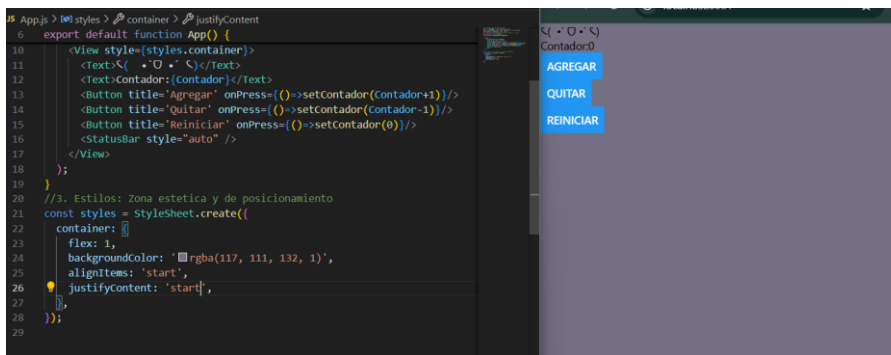 JS App.js > styles > container > justifyContent
6 export default function App() {
10 <View style={styles.container}>
11 <Text>ʕ( •᷄ᗜ•᷅ ʕ)</Text>
12 <Text>Contador:{Contador}</Text>
13 <Button title='Agregar' onPress={()=>setContador(Contador+1)}/>
14 <Button title='Quitar' onPress={()=>setContador(Contador-1)}/>
15 <Button title='Reiniciar' onPress={()=>setContador(0)}/>
16 <StatusBar style="auto" />
17 </View>
18 );
19 }
20 //3. Estilos: Zona estetica y de posicionamiento
21 const styles = StyleSheet.create({
22 container: {
23 flex: 1,
24 backgroundColor: 'rgba(117, 111, 132, 1)',
25 alignItems: 'start',
26 justifyContent: 'start',
27 },
28 });
29
Contador:0
AGREGAR
QUITAR
REINICIAR